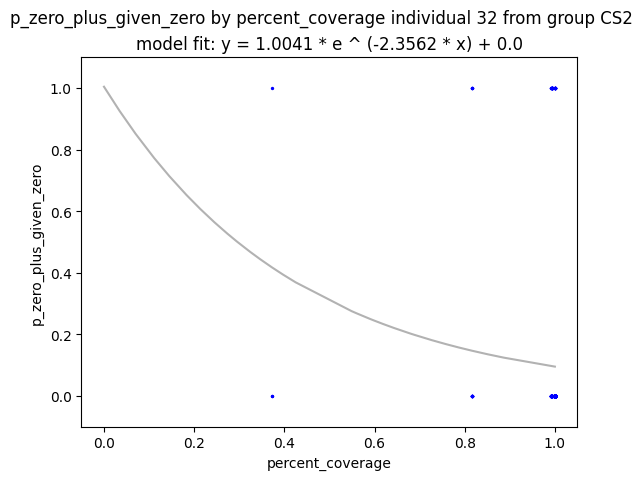 p_zero_plus_given_zero by percent_coverage individual 32 from group CS2
model fit: y = 1.0041 * e ^ (-2.3562 * x) + 0.0
1.0
0.8
0.6
0.4
0.2
0.0
p_zero_plus_given_zero
0.0 0.2 0.4 0.6 0.8 1.0
percent_coverage